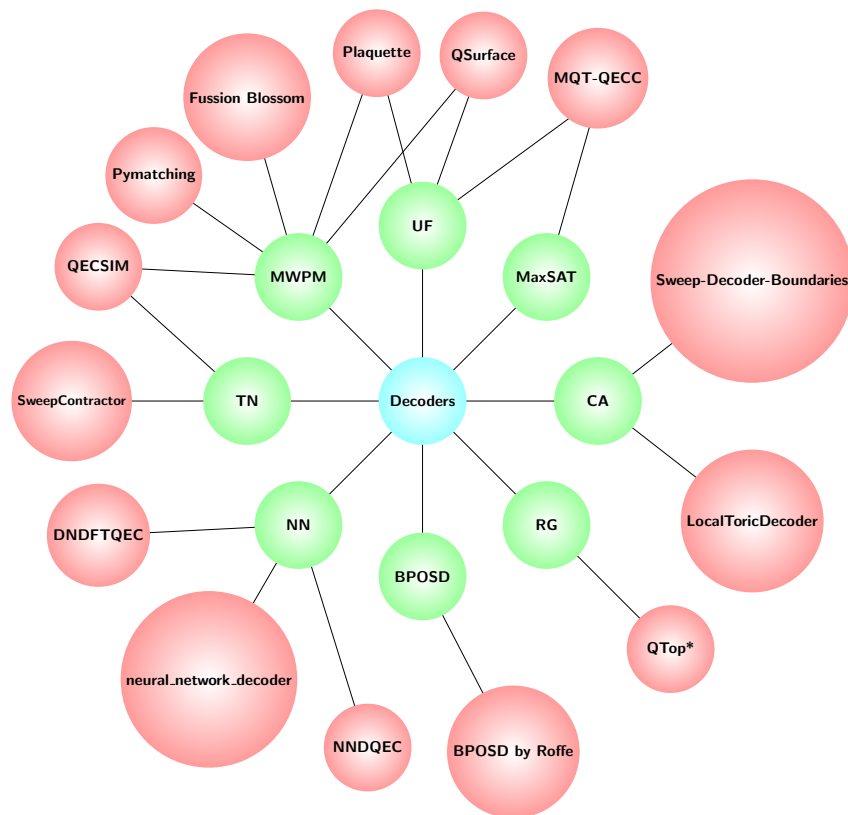 Plaquette
QSurface
MQT-QECC
Fussion Blossom
Pymatching
UF
QECSIM
MWPM
MaxSAT
Sweep-Decoder-Boundaries
SweepContractor
TN
Decoders
CA
DNDFTQEC
NN
RG
LocalToricDecoder
BPOSD
QTop*
neural_network_decoder
NNDQEC
BPOSD by Roffe